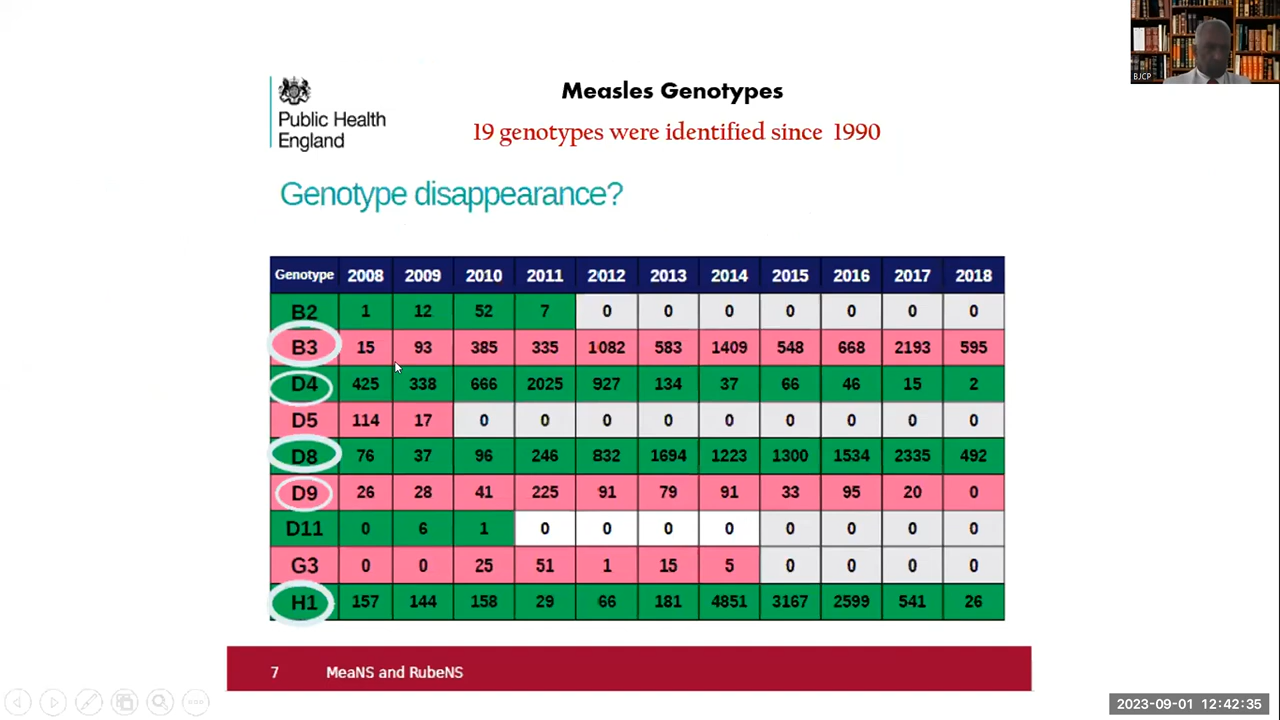 BJCP
Measles Genotypes
Public Health
England
19 genotypes were identified since 1990
Genotype disappearance?
Genotype 2008 2009 2010 2011 2012 2013 2014 2015 2016 2017 2018
B2 1 12 52 7 0 0 0 0 0 0 0
B3 15 93 385 335 1082 583 1409 548 668 2193 595
D4 425 338 666 2025 927 134 37 66 46 15 2
D5 114 17 0 0 0 0 0 0 0 0 0
D8 76 37 96 246 832 1694 1223 1300 1534 2335 492
D9 26 28 41 225 91 79 91 33 95 20 0
D11 0 6 1 0 0 0 0 0 0 0 0
G3 0 0 25 51 1 15 5 0 0 0 0
H1 157 144 158 29 66 181 4851 3167 2599 541 26
7 MeaNS and RubeNS
2023-09-01 12:42:35